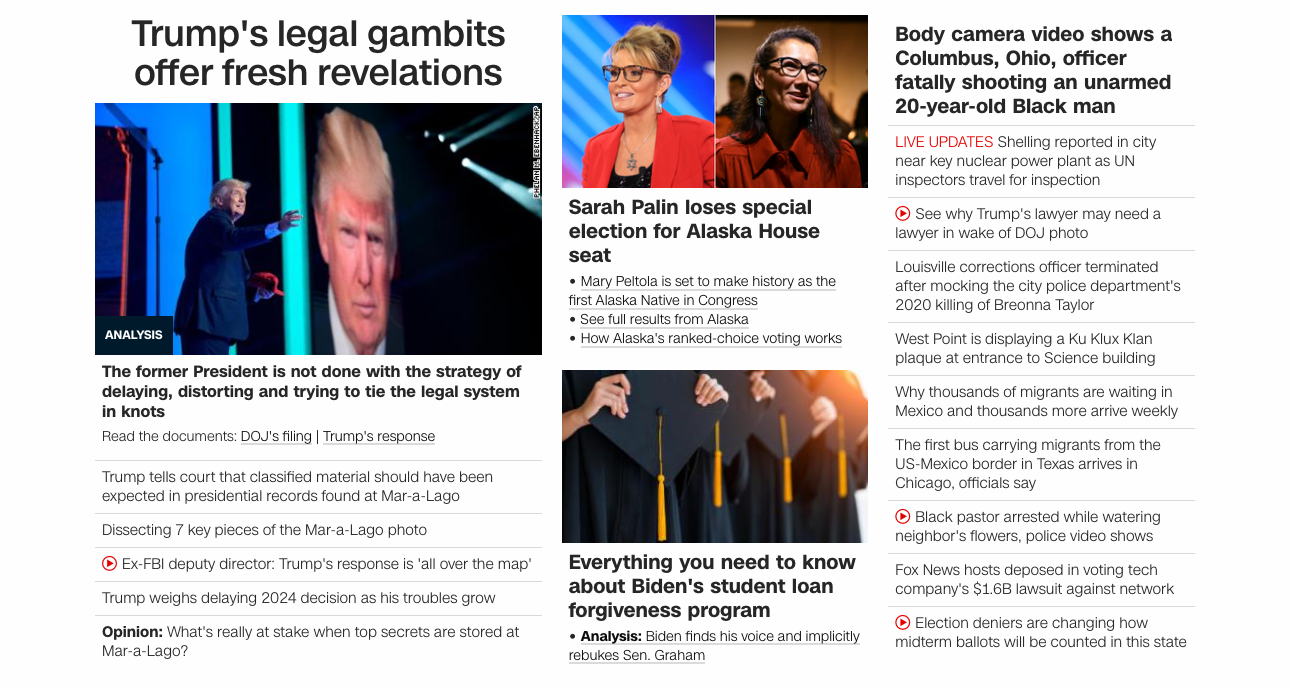 Trump's legal gambits
offer fresh revelations
PHELAN M. EBENHACK/AP
ANALYSIS
The former President is not done with the strategy of
delaying, distorting and trying to tie the legal system
in knots
Read the documents: DOJ's filing | Trump's response
Trump tells court that classified material should have been
expected in presidential records found at Mar-a-Lago
Dissecting 7 key pieces of the Mar-a-Lago photo
Ex-FBI deputy director: Trump's response is 'all over the map'
Trump weighs delaying 2024 decision as his troubles grow
Opinion: What's really at stake when top secrets are stored at
Mar-a-Lago?
Sarah Palin loses special
election for Alaska House
seat
• Mary Peltola is set to make history as the
first Alaska Native in Congress
• See full results from Alaska
• How Alaska's ranked-choice voting works
Everything you need to know
about Biden's student loan
forgiveness program
• Analysis: Biden finds his voice and implicitly
rebukes Sen. Graham
Body camera video shows a
Columbus, Ohio, officer
fatally shooting an unarmed
20-year-old Black man
LIVE UPDATES Shelling reported in city
near key nuclear power plant as UN
inspectors travel for inspection
See why Trump's lawyer may need a
lawyer in wake of DOJ photo
Louisville corrections officer terminated
after mocking the city police department's
2020 killing of Breonna Taylor
West Point is displaying a Ku Klux Klan
plaque at entrance to Science building
Why thousands of migrants are waiting in
Mexico and thousands more arrive weekly
The first bus carrying migrants from the
US-Mexico border in Texas arrives in
Chicago, officials say
Black pastor arrested while watering
neighbor's flowers, police video shows
Fox News hosts deposed in voting tech
company's $1.6B lawsuit against network
Election deniers are changing how
midterm ballots will be counted in this state